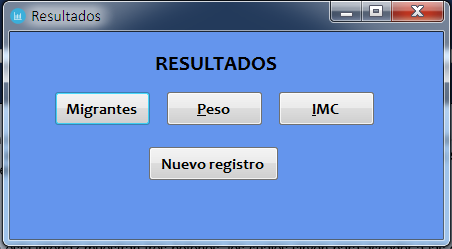 Resultados
RESULTADOS
Migrantes Peso IMC
Nuevo registro